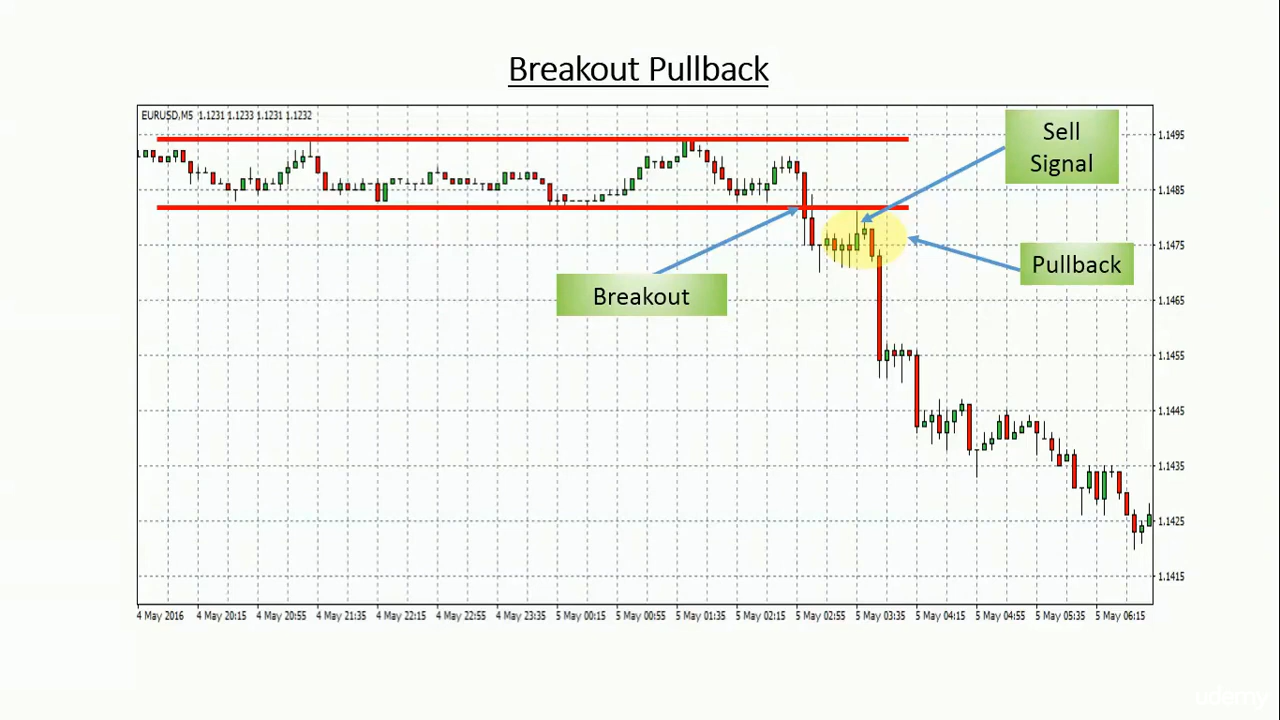 Breakout Pullback
EURUSD,M5 1.1231 1.1233 1.1231 1.1232
Sell
Signal
Pullback
Breakout
1.1495
1.1485
1.1475
1.1465
1.1455
1.1445
1.1435
1.1425
1.1415
4 May 2016 4 May 20:15 4 May 20:55 4 May 21:35 4 May 22:15 4 May 22:55 4 May 23:35 5 May 00:15 5 May 00:55 5 May 01:35 5 May 02:15 5 May 02:55 5 May 03:35 5 May 04:15 5 May 04:55 5 May 05:35 5 May 06:15
udemy